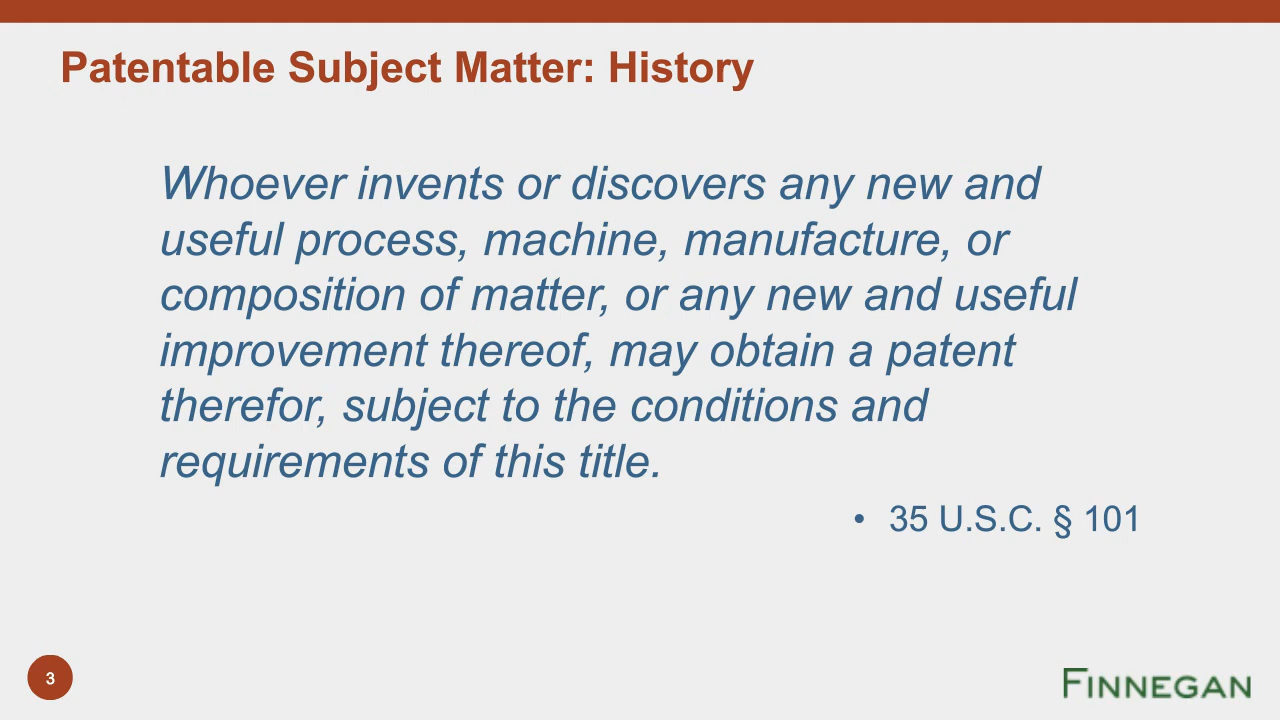 Patentable Subject Matter: History
Whoever invents or discovers any new and
useful process, machine, manufacture, or
composition of matter, or any new and useful
improvement thereof, may obtain a patent
therefor, subject to the conditions and
requirements of this title.
• 35 U.S.C. § 101
3
FINNEGAN